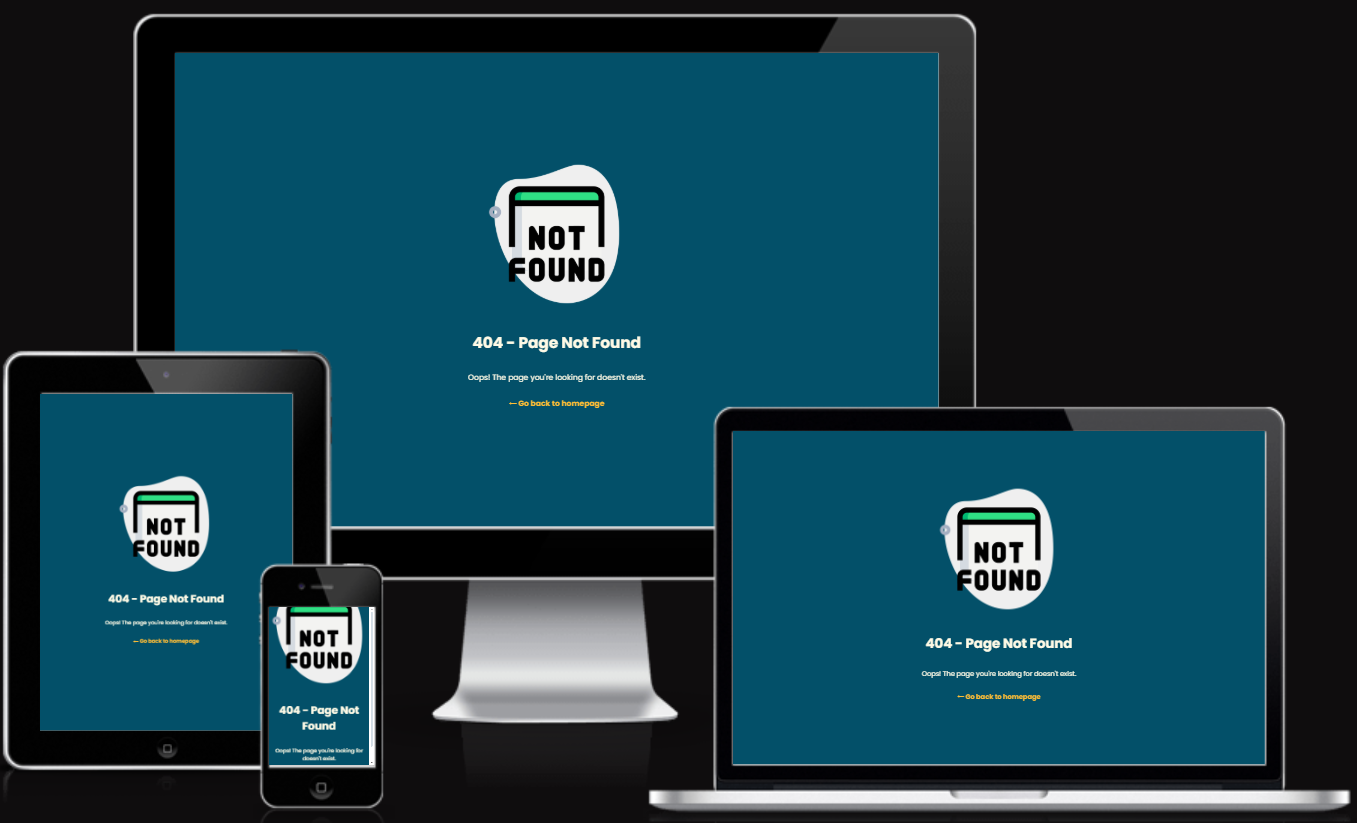 NOT
FOUND
404 - Page Not Found
Oops! The page you're looking for doesn't exist.
← Go back to homepage
NOT
FOUND
404 - Page Not Found
Oops! The page you're looking for doesn't exist.
← Go back to homepage
NOT
FOUND
404 - Page Not
Found
Oops! The page you're looking for
doesn't exist.
NOT
FOUND
404 - Page Not Found
Oops! The page you're looking for doesn't exist.
← Go back to homepage